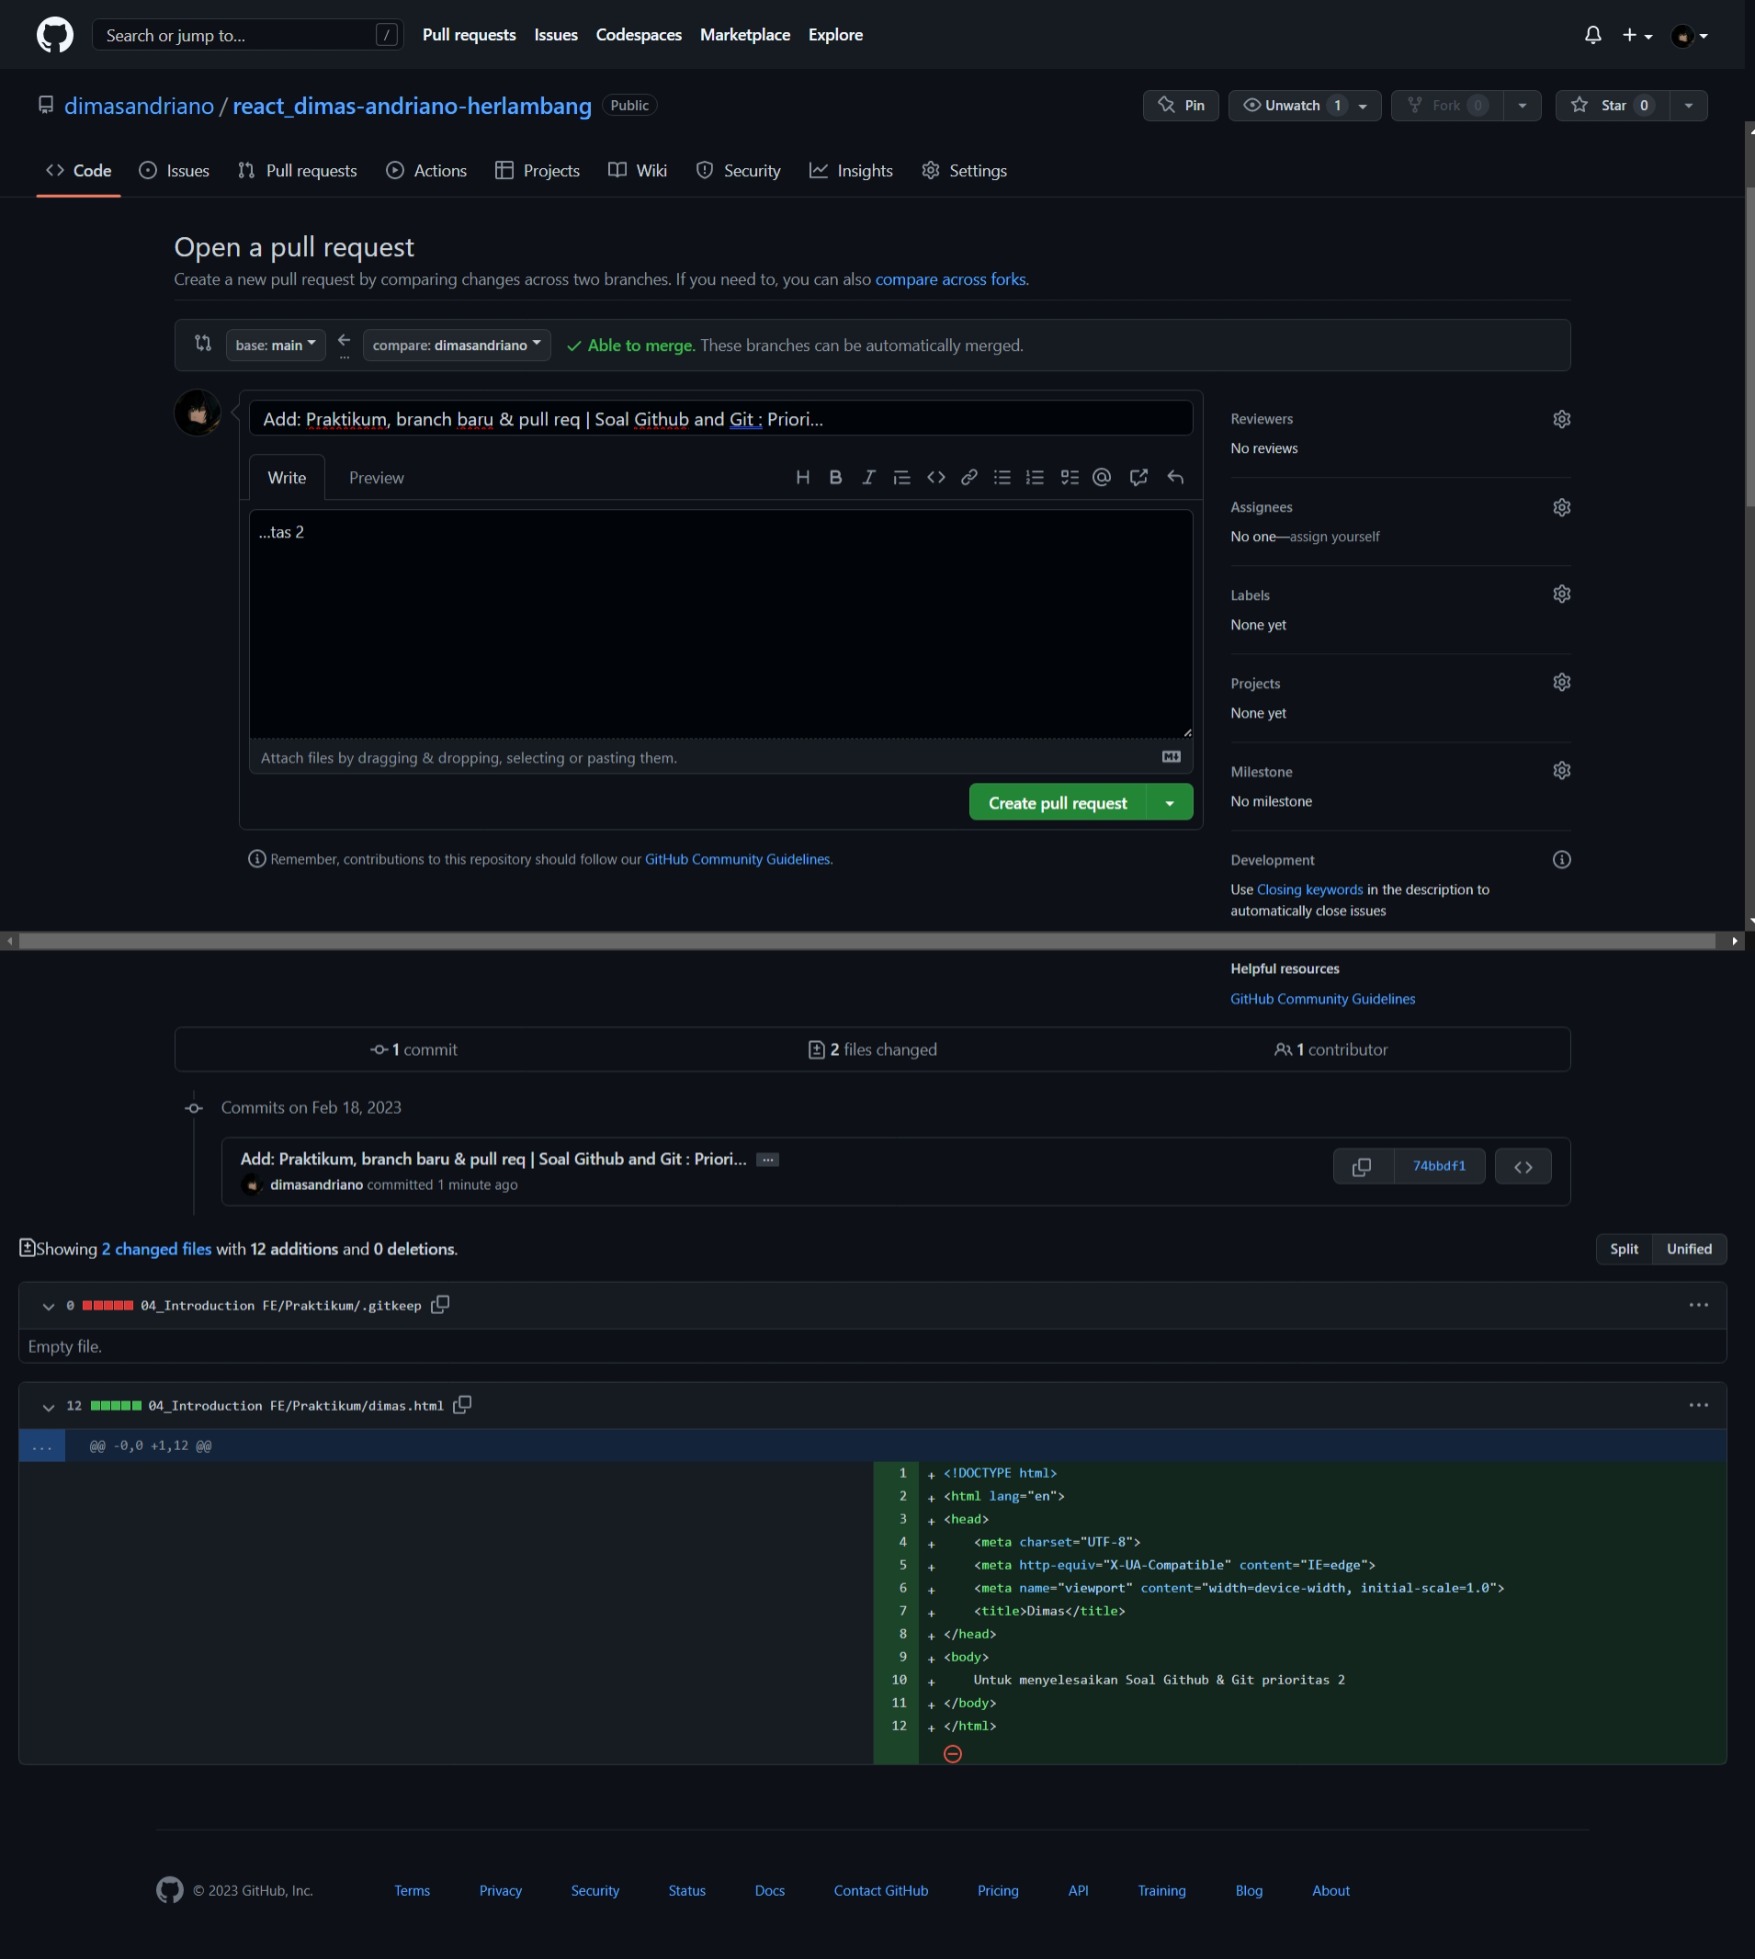 Search or jump to... /
Pull requests Issues Codespaces Marketplace Explore
dimasandriano / react_dimas-andriano-herlambang Public
Pin Unwatch 1 Fork 0 Star 0
Code Issues Pull requests Actions Projects Wiki Security Insights Settings
Open a pull request
Create a new pull request by comparing changes across two branches. If you need to, you can also compare across forks.
base: main ... compare: dimasandriano Able to merge. These branches can be automatically merged.
Add: Praktikum, branch baru & pull req | Soal Github and Git : Priori...
Write Preview
...tas 2
Attach files by dragging & dropping, selecting or pasting them.
Create pull request
Remember, contributions to this repository should follow our GitHub Community Guidelines.
Reviewers
No reviews
Assignees
No one—assign yourself
Labels
None yet
Projects
None yet
Milestone
No milestone
Development
Use Closing keywords in the description to
automatically close issues
Helpful resources
GitHub Community Guidelines
1 commit 2 files changed 1 contributor
Commits on Feb 18, 2023
Add: Praktikum, branch baru & pull req | Soal Github and Git : Priori... ...
dimasandriano committed 1 minute ago
74bbdf1
Showing 2 changed files with 12 additions and 0 deletions.
Split Unified
0 04_Introduction FE/Praktikum/.gitkeep
Empty file.
12 04_Introduction FE/Praktikum/dimas.html
... @@ -0,0 +1,12 @@
1 + <!DOCTYPE html>
2 + <html lang="en">
3 + <head>
4 + <meta charset="UTF-8">
5 + <meta http-equiv="X-UA-Compatible" content="IE=edge">
6 + <meta name="viewport" content="width=device-width, initial-scale=1.0">
7 + <title>Dimas</title>
8 + </head>
9 + <body>
10 + Untuk menyelesaikan Soal Github & Git prioritas 2
11 + </body>
12 + </html>
© 2023 GitHub, Inc. Terms Privacy Security Status Docs Contact GitHub Pricing API Training Blog About